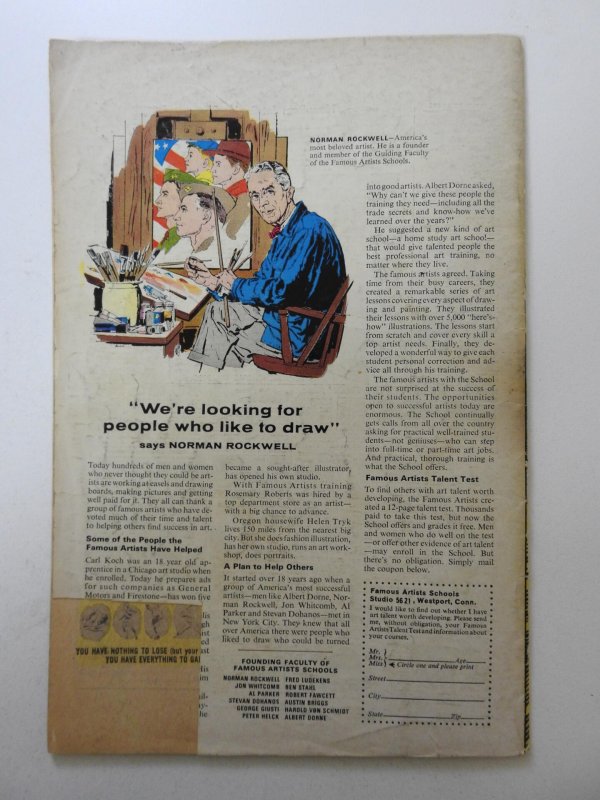 NORMAN ROCKWELL—America's
most beloved artist. He is a founder
and member of the Guiding Faculty
of the Famous Artists Schools.
"We're looking for
people who like to draw"
says NORMAN ROCKWELL
Today hundreds of men and women
who never thought they could be art-
ists are working at easels and drawing
boards, making pictures and getting
well paid for it. They all can thank a
group of famous artists who have de-
voted much of their time and talent
to helping others find success in art.
Some of the People the
Famous Artists Have Helped
Carl Koch was an 18 year old ap-
prentice in a Chicago art studio when
he enrolled. Today he prepares ads
for such companies as General
Motors and Firestone—has won five
YOU HAVE NOTHING TO LOSE (but your
YOU HAVE EVERYTHING TO GAI
became a sought-after illustrator,
has opened his own studio.
With Famous Artists training
Rosemary Roberts was hired by a
top department store as an artist—
with a big chance to advance.
Oregon housewife Helen Tryk
lives 150 miles from the nearest big
city. But she does fashion illustration,
has her own studio, runs an art work-
shop, does portraits.
A Plan to Help Others
It started over 18 years ago when a
group of America's most successful
artists—men like Albert Dorne, Nor-
man Rockwell, Jon Whitcomb, Al
Parker and Stevan Dohanos—met in
New York City. They knew that all
over America there were people who
liked to draw who could be turned
FOUNDING FACULTY OF
FAMOUS ARTISTS SCHOOLS
NORMAN ROCKWELL FRED LUDEKENS
JON WHITCOMB BEN STAHL
AL PARKER ROBERT FAWCETT
STEVAN DOHANOS AUSTIN BRIGGS
GEORGE GIUSTI HAROLD VON SCHMIDT
PETER HELCK ALBERT DORNE
into good artists. Albert Dorne asked,
"Why can't we give these people the
training they need—including all the
trade secrets and know-how we've
learned over the years?"
He suggested a new kind of art
school—a home study art school—
that would give talented people the
best professional art training, no
matter where they live.
The famous artists agreed. Taking
time from their busy careers, they
created a remarkable series of art
lessons covering every aspect of draw-
ing and painting. They illustrated
their lessons with over 5,000 "here's-
how" illustrations. The lessons start
from scratch and cover every skill a
top artist needs. Finally, they de-
veloped a wonderful way to give each
student personal correction and ad-
vice all through his training.
The famous artists with the School
are not surprised at the success of
their students. The opportunities
open to successful artists today are
enormous. The School continually
gets calls from all over the country
asking for practical well-trained stu-
dents—not geniuses—who can step
into full-time or part-time art jobs.
And practical, thorough training is
what the School offers.
Famous Artists Talent Test
To find others with art talent worth
developing, the Famous Artists cre-
ated a 12-page talent test. Thousands
paid to take this test, but now the
School offers and grades it free. Men
and women who do well on the test
—or offer other evidence of art talent
—may enroll in the School. But
there's no obligation. Simply mail
the coupon below.
Famous Artists Schools
Studio 5621, Westport, Conn.
I would like to find out whether I have
art talent worth developing. Please send
me, without obligation, your Famous
Artists Talent Test and information about
your courses.
Mr.
Mrs. Age
Miss Circle one and please print
Street
City
State Zip